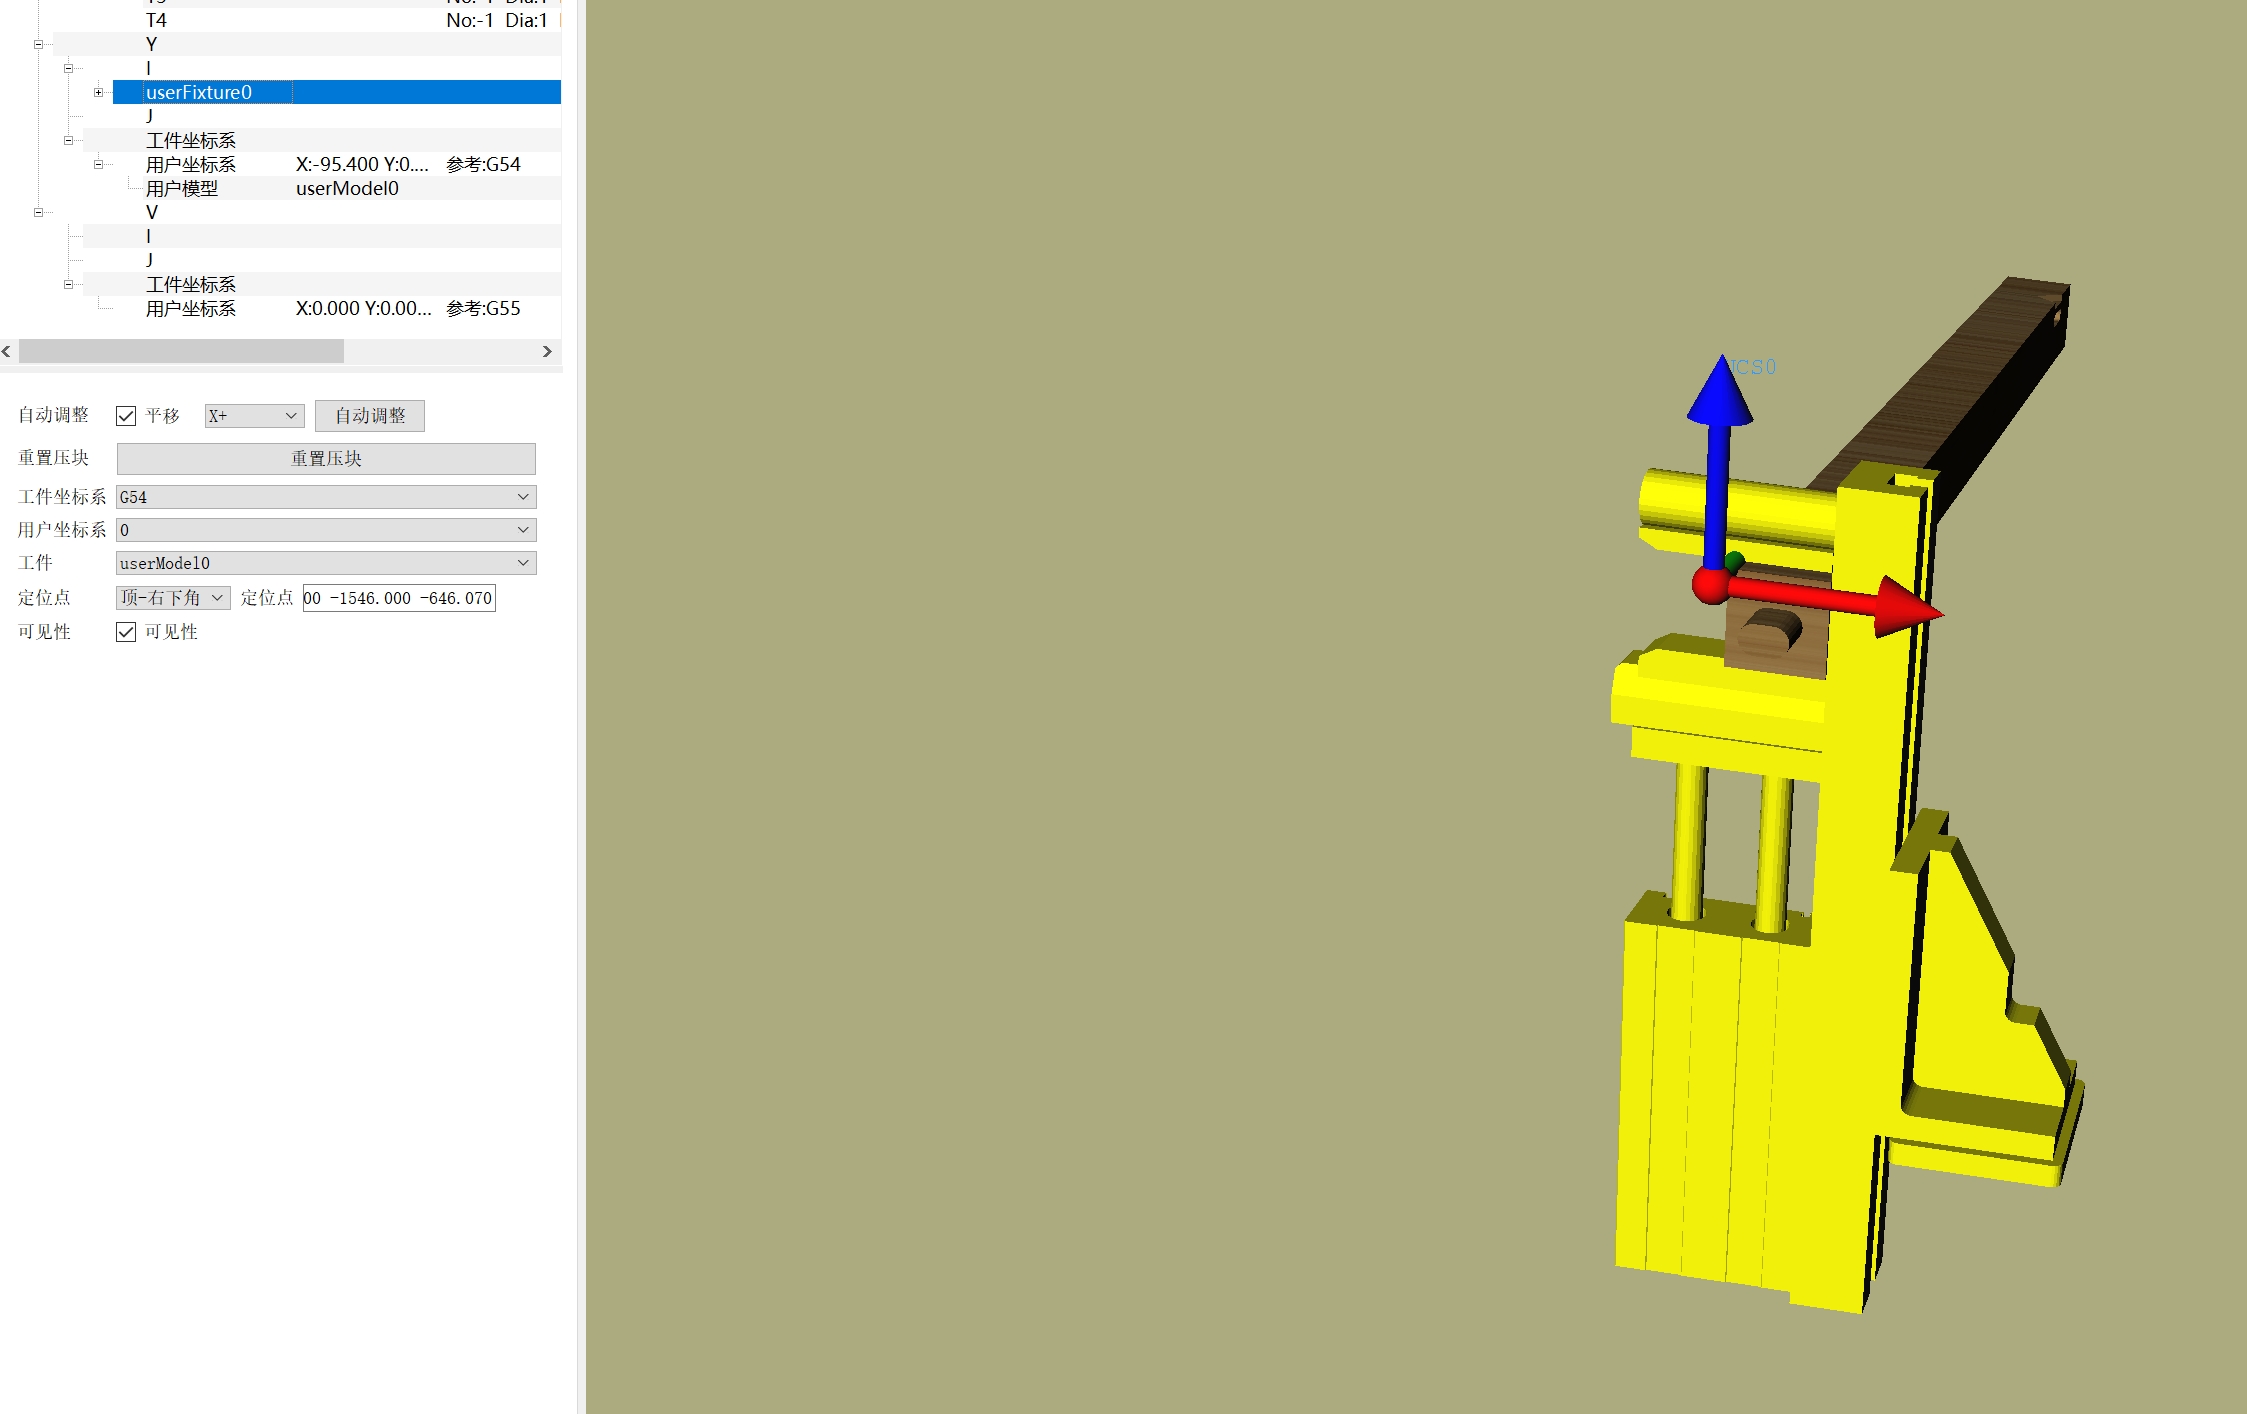 T4 No:-1 Dia:1
Y
I
userFixture0
J
工件坐标系
用户坐标系 X:-95.400 Y:0.... 参考:G54
用户模型 userModel0
V
I
J
工件坐标系
用户坐标系 X:0.000 Y:0.00... 参考:G55
自动调整 平移 X+ 自动调整
重置压块 重置压块
工件坐标系 G54
用户坐标系 0
工件 userModel0
定位点 顶-右下角 定位点 00 -1546.000 -646.070
可见性 可见性